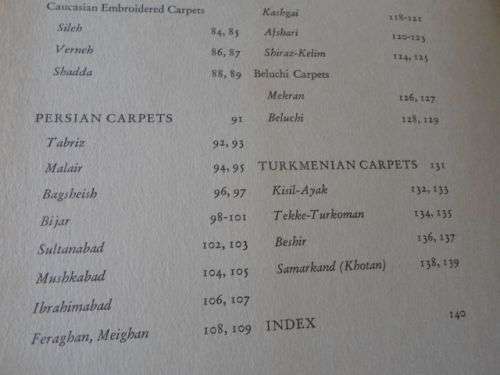 Caucasian Embroidered Carpets
Sileh 84, 85
Verneh 86, 87
Shadda 88, 89
PERSIAN CARPETS 91
Tabriz 92, 93
Malair 94, 95
Bagsheish 96, 97
Bijar 98-101
Sultanabad 102, 103
Mushkabad 104, 105
Ibrahimabad 106, 107
Feraghan, Meighan 108, 109
Kashgai 118-121
Afshari 120-123
Shiraz-Kelim 124, 125
Beluchi Carpets
Mekran 126, 127
Beluchi 128, 129
TURKMENIAN CARPETS 131
Kisil-Ayak 132, 133
Tekke-Turkoman 134, 135
Beshir 136, 137
Samarkand (Khotan) 138, 139
INDEX 140